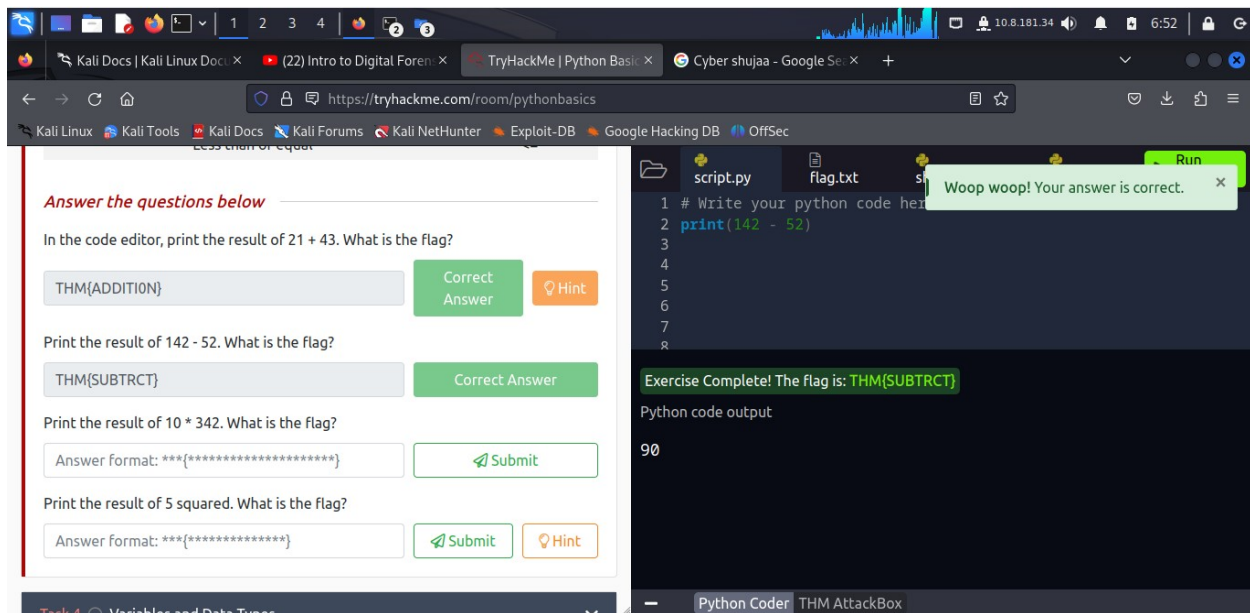 1 2 3 4 2 3 10.8.181.34 6:52
Kali Docs | Kali Linux Docu × (22) Intro to Digital Foren × TryHackMe | Python Basic × Cyber shujaa - Google Sea × +
https://tryhackme.com/room/pythonbasics
Kali Linux Kali Tools Kali Docs Kali Forums Kali NetHunter Exploit-DB Google Hacking DB OffSec
Less than or equal
Answer the questions below
In the code editor, print the result of 21 + 43. What is the flag?
THM{ADDITI0N}
Correct Answer
Hint
Print the result of 142 - 52. What is the flag?
THM{SUBTRCT}
Correct Answer
Print the result of 10 * 342. What is the flag?
Answer format: ***{*********************}
Submit
Print the result of 5 squared. What is the flag?
Answer format: ***{**************}
Submit
Hint
Task 4 Variables and Data Types
script.py flag.txt Run
Woop woop! Your answer is correct. ×
1 # Write your python code her
2 print(142 - 52)
3
4
5
6
7
8
Exercise Complete! The flag is: THM{SUBTRCT}
Python code output
90
Python Coder THM AttackBox